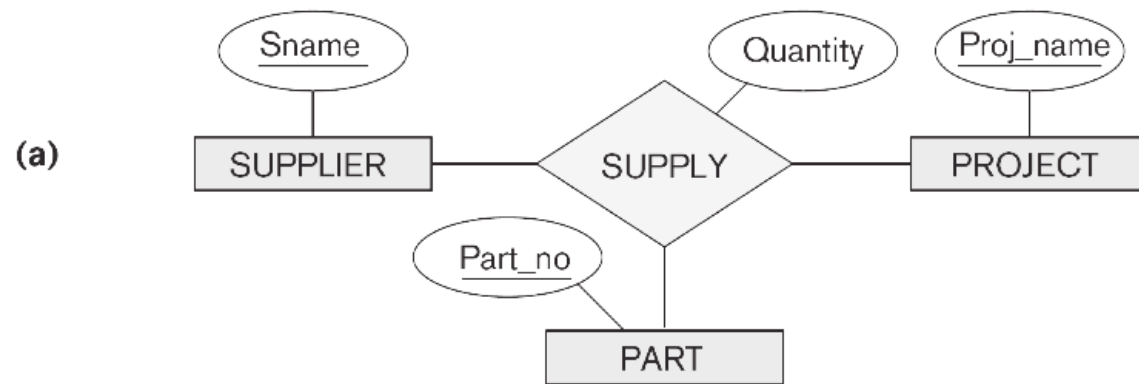 Sname
Quantity
Proj_name
(a)
SUPPLIER
SUPPLY
PROJECT
Part_no
PART